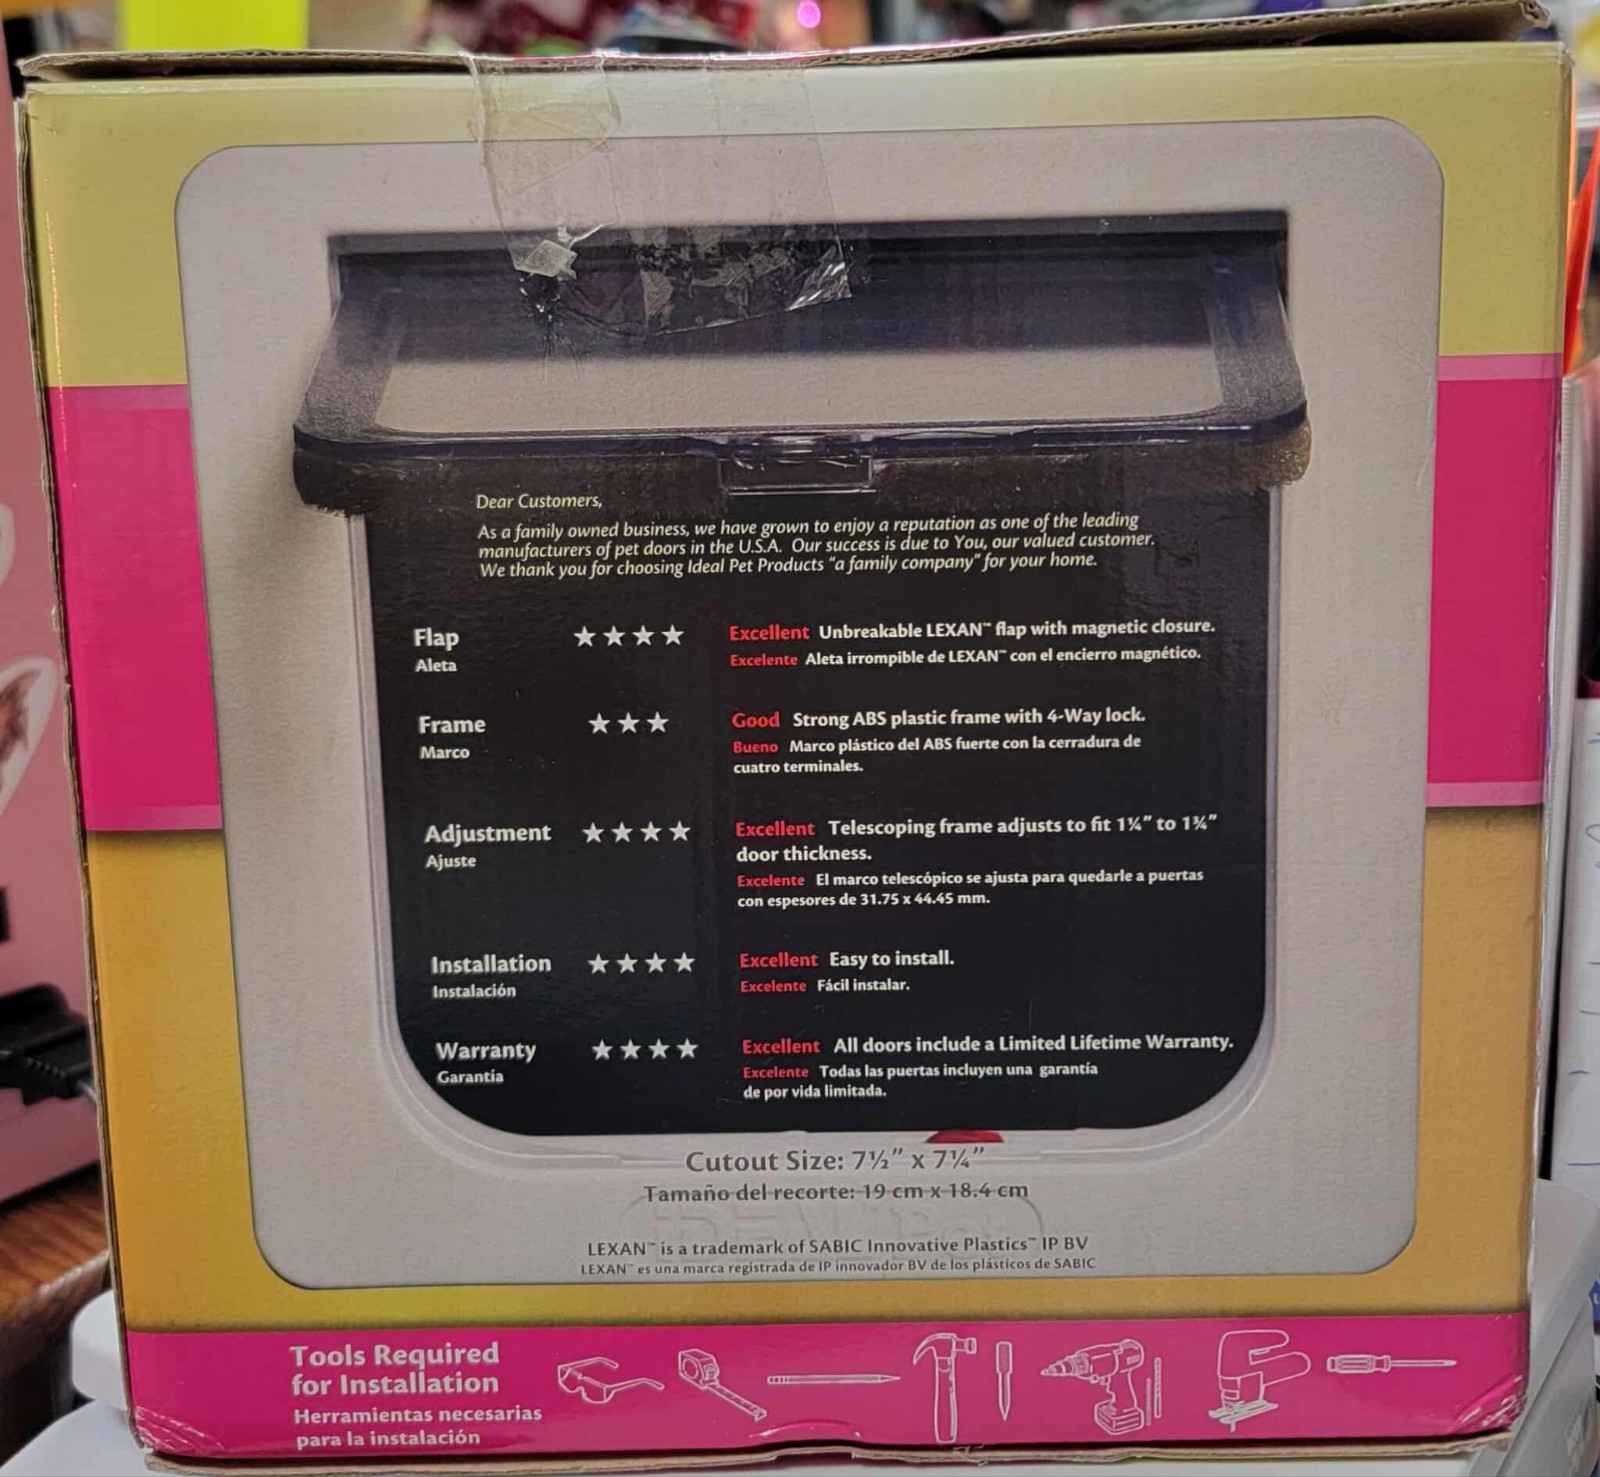 Dear Customers,
As a family owned business, we have grown to enjoy a reputation as one of the leading
manufacturers of pet doors in the U.S.A. Our success is due to You, our valued customer.
We thank you for choosing Ideal Pet Products "a family company" for your home.
Flap ★★★★ Excellent Unbreakable LEXAN™ flap with magnetic closure.
Aleta Excelente Aleta irrompible de LEXAN™ con el encierro magnético.
Frame ★★★ Good Strong ABS plastic frame with 4-Way lock.
Marco Bueno Marco plástico del ABS fuerte con la cerradura de
cuatro terminales.
Adjustment ★★★★ Excellent Telescoping frame adjusts to fit 1¼" to 1¾"
door thickness.
Ajuste Excelente El marco telescópico se ajusta para quedarle a puertas
con espesores de 31.75 x 44.45 mm.
Installation ★★★★ Excellent Easy to install.
Instalación Excelente Fácil instalar.
Warranty ★★★★ Excellent All doors include a Limited Lifetime Warranty.
Garantía Excelente Todas las puertas incluyen una garantía
de por vida limitada.
Cutout Size: 7½" x 7¼"
Tamaño del recorte: 19 cm x 18.4 cm
LEXAN™ is a trademark of SABIC Innovative Plastics™ IP BV
LEXAN™ es una marca registrada de IP innovador BV de los plásticos de SABIC
Tools Required
for Installation
Herramientas necesarias
para la instalación